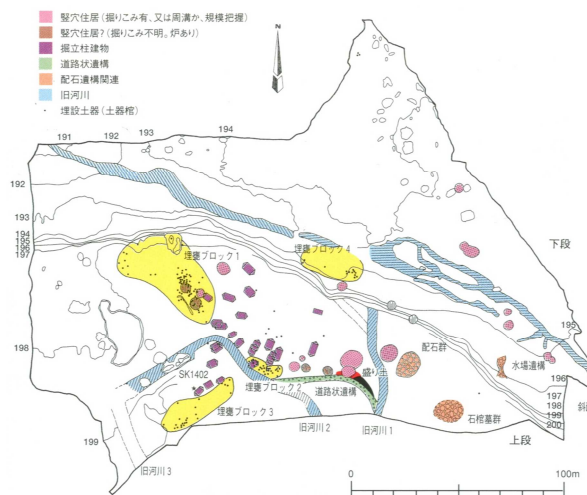 竪穴住居(掘りこみ有、又は周溝か、規模把握)
竪穴住居?(掘りこみ不明。炉あり)
掘立柱建物
道路状遺構
配石遺構関連
旧河川
埋設土器(土器棺)
N
191
192
193
194
192
193
194
195
196
197
198
199
埋甕ブロック1
埋甕ブロック4
下段
195
配石群
水場遺構
196
197
198
199
200
斜
SK1402
埋甕ブロック2
盛り土
道路状遺構
埋甕ブロック3
石棺墓群
上段
旧河川1
旧河川2
旧河川3
0
100m